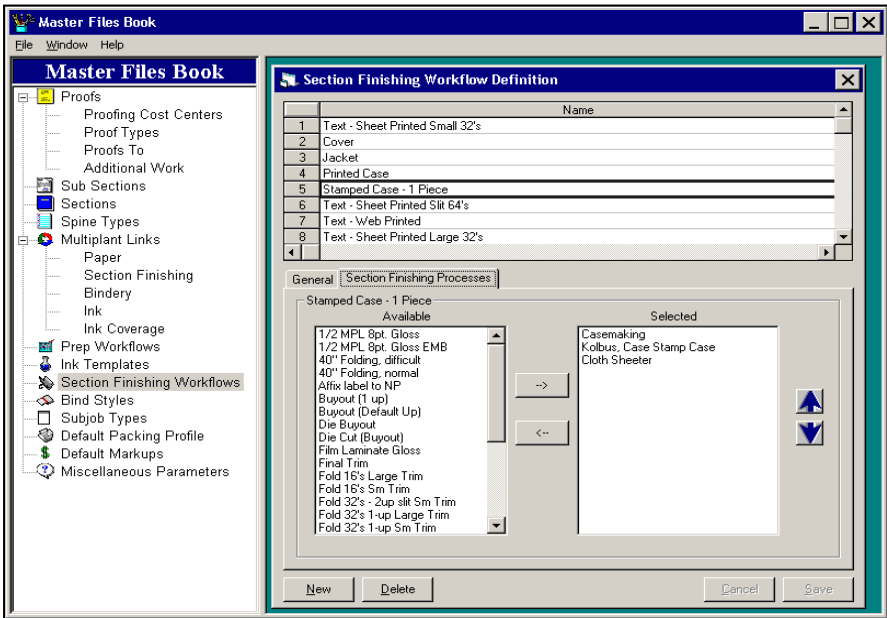 Master Files Book
File Window Help
Master Files Book
Proofs
Proofing Cost Centers
Proof Types
Proofs To
Additional Work
Sub Sections
Sections
Spine Types
Multiplant Links
Paper
Section Finishing
Bindery
Ink
Ink Coverage
Prep Workflows
Ink Templates
Section Finishing Workflows
Bind Styles
Subjob Types
Default Packing Profile
Default Markups
Miscellaneous Parameters
Section Finishing Workflow Definition
Name
1 Text - Sheet Printed Small 32's
2 Cover
3 Jacket
4 Printed Case
5 Stamped Case - 1 Piece
6 Text - Sheet Printed Slit 64's
7 Text - Web Printed
8 Text - Sheet Printed Large 32's
General Section Finishing Processes
Stamped Case - 1 Piece
Available
1/2 MPL 8pt. Gloss
1/2 MPL 8pt. Gloss EMB
40" Folding, difficult
40" Folding, normal
Affix label to NP
Buyout (1 up)
Buyout (Default Up)
Die Buyout
Die Cut (Buyout)
Film Laminate Gloss
Final Trim
Fold 16's Large Trim
Fold 16's Sm Trim
Fold 32's - 2up slit Sm Trim
Fold 32's 1-up Large Trim
Fold 32's 1-up Sm Trim
-->
<--
Selected
Casemaking
Kolbus, Case Stamp Case
Cloth Sheeter
New Delete Cancel Save